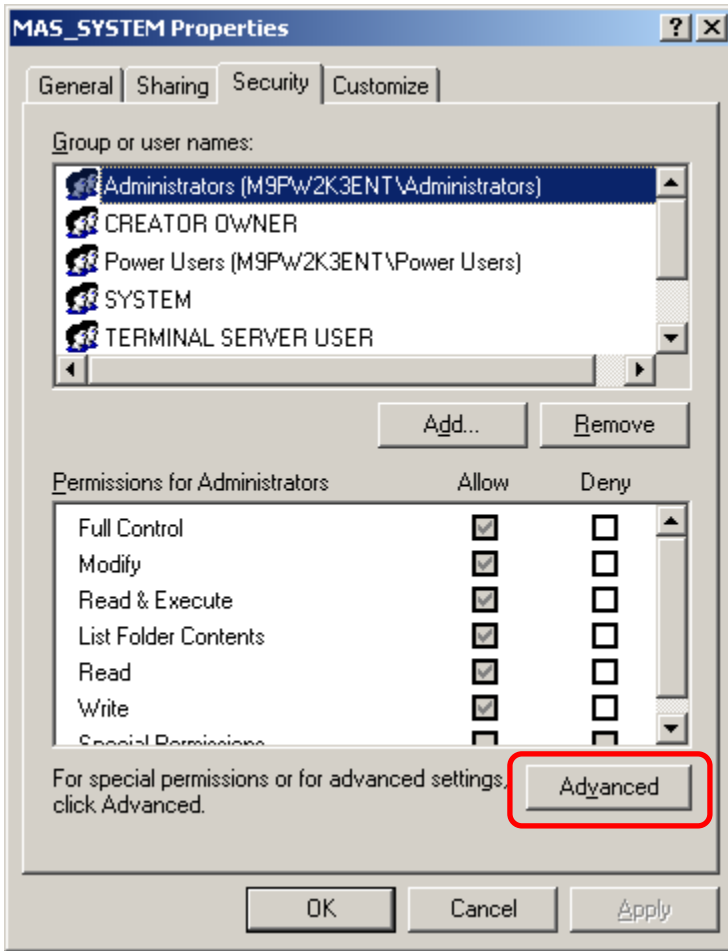 MAS_SYSTEM Properties
General Sharing Security Customize
Group or user names:
Administrators (M9PW2K3ENT\Administrators)
CREATOR OWNER
Power Users (M9PW2K3ENT\Power Users)
SYSTEM
TERMINAL SERVER USER
Add... Remove
Permissions for Administrators Allow Deny
Full Control
Modify
Read & Execute
List Folder Contents
Read
Write
Special Permissions
For special permissions or for advanced settings,
click Advanced.
Advanced
OK Cancel Apply